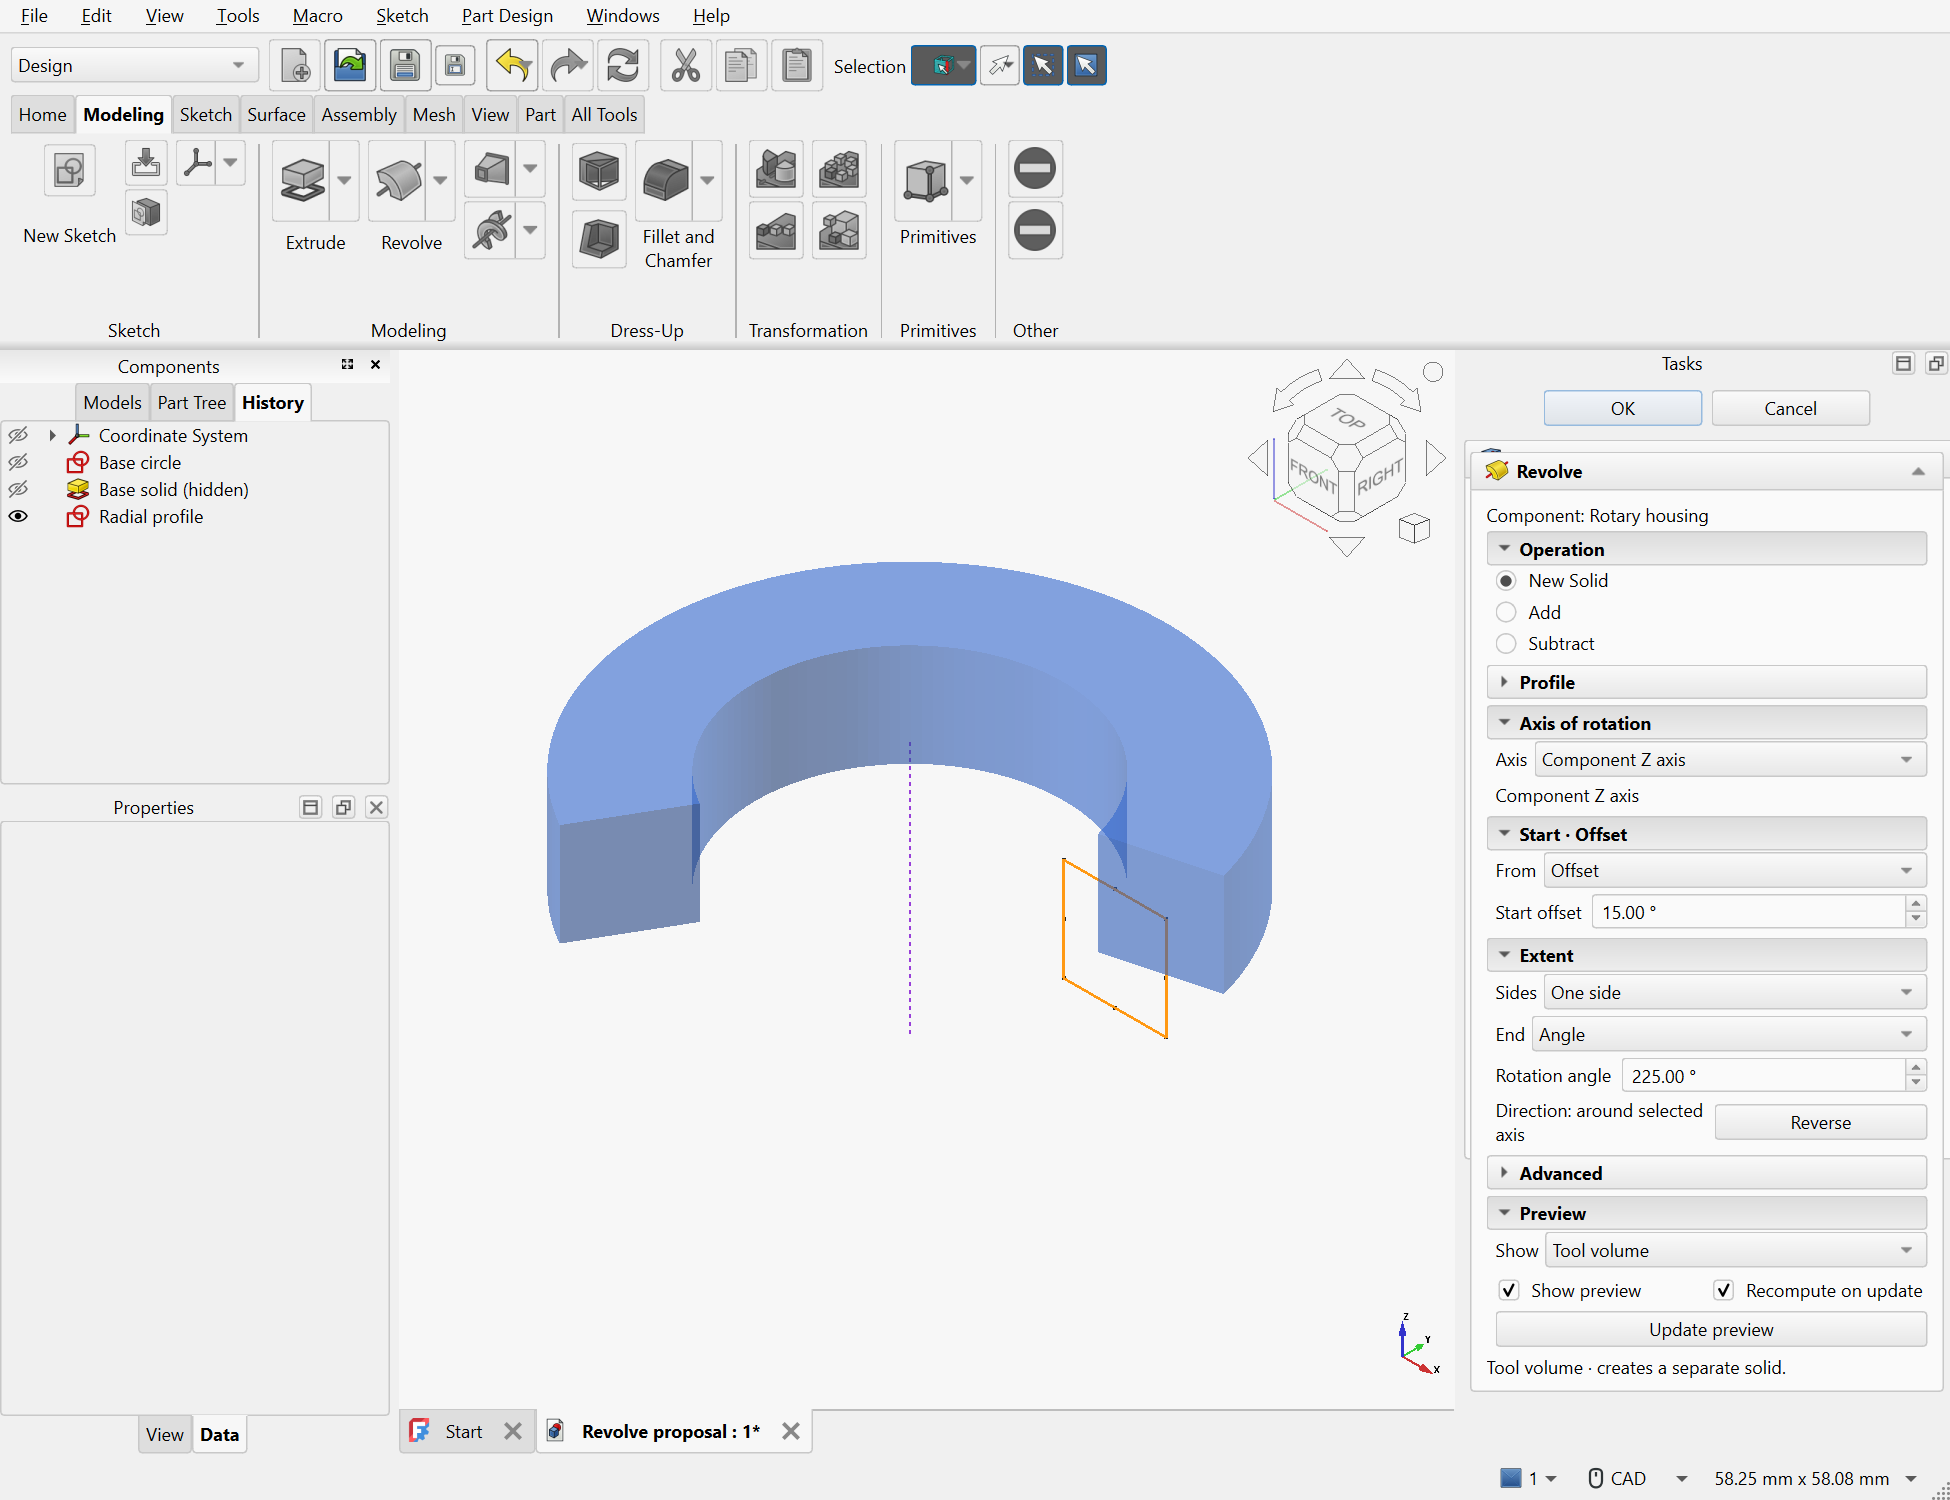 File Edit View Tools Macro Sketch Part Design Windows Help
Design Selection
Home Modeling Sketch Surface Assembly Mesh View Part All Tools
New Sketch Extrude Revolve Fillet and Chamfer Primitives
Sketch Modeling Dress-Up Transformation Primitives Other
Components
Models Part Tree History
Coordinate System
Base circle
Base solid (hidden)
Radial profile
Properties
View Data
TOP
FRONT RIGHT
Z
Y
X
Start Revolve proposal : 1*
Tasks
OK Cancel
Revolve
Component: Rotary housing
Operation
New Solid
Add
Subtract
Profile
Axis of rotation
Axis Component Z axis
Component Z axis
Start · Offset
From Offset
Start offset 15.00 °
Extent
Sides One side
End Angle
Rotation angle 225.00 °
Direction: around selected
axis
Reverse
Advanced
Preview
Show Tool volume
Show preview Recompute on update
Update preview
Tool volume · creates a separate solid.
1 CAD 58.25 mm x 58.08 mm